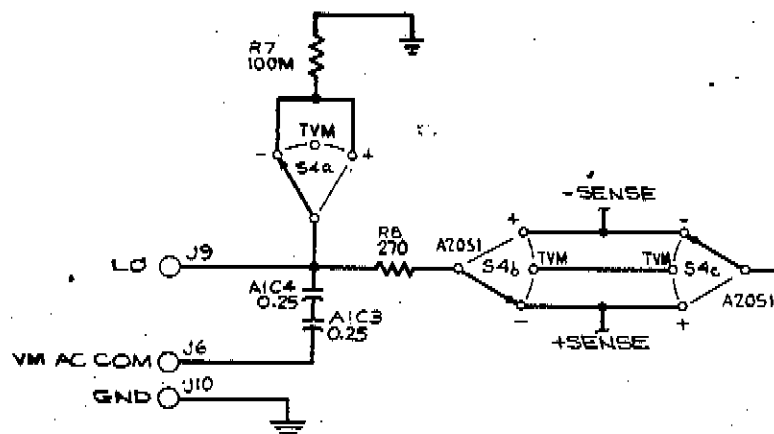 R7
100M
TVM
-
+
S4a
-SENSE
LO
J9
R8
270
A20S1
+
-
S4b
TVM
TVM
S4c
-
+
A20S1
A1C4
0.25
A1C3
0.25
+SENSE
VM AC COM
J6
GND
J10